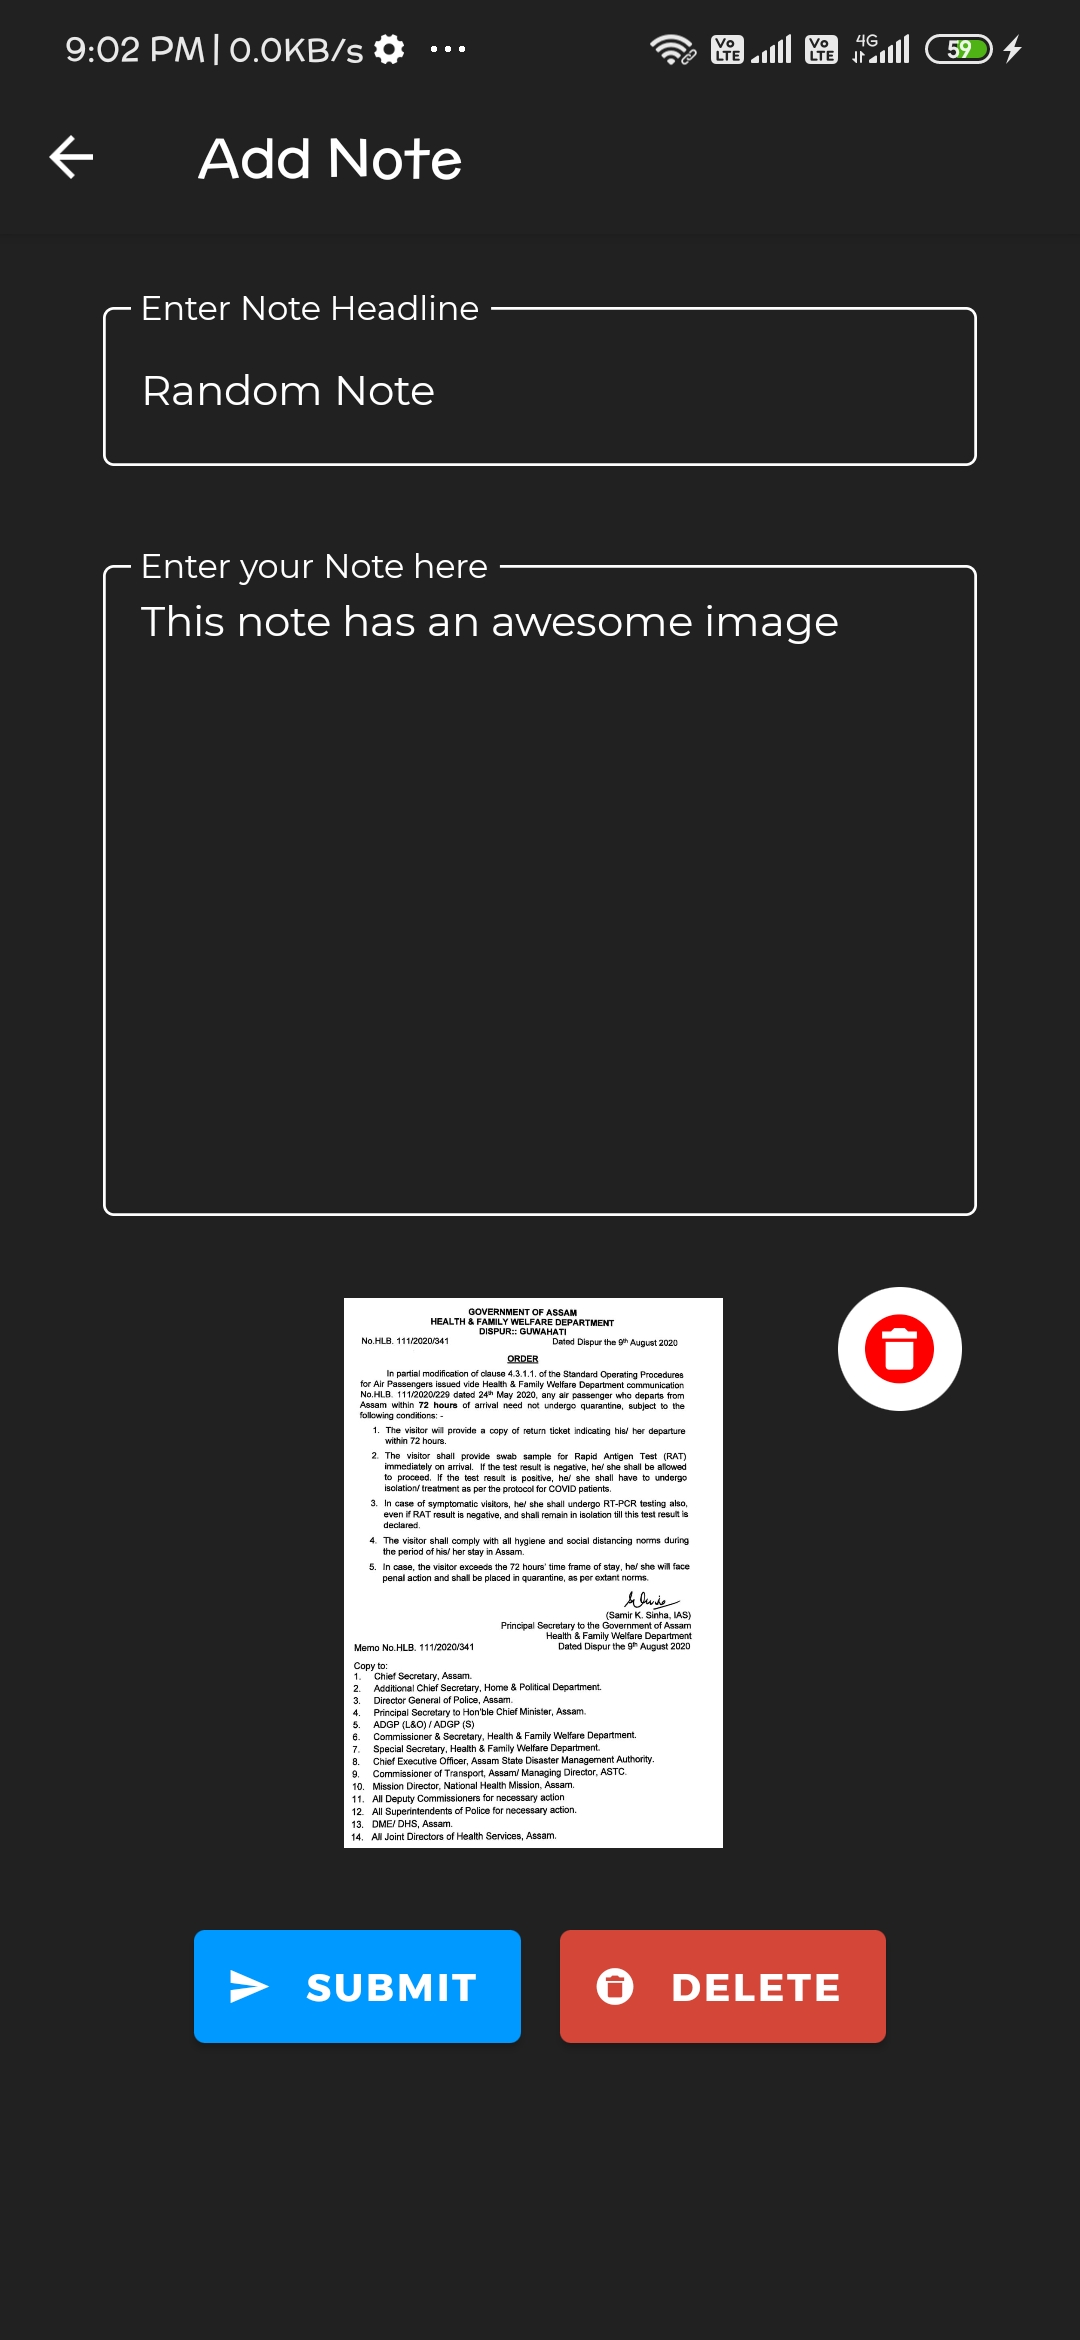 9:02 PM | 0.0KB/s ... VoLTE VoLTE 4G 59
Add Note
Enter Note Headline
Random Note
Enter your Note here
This note has an awesome image
GOVERNMENT OF ASSAM
HEALTH & FAMILY WELFARE DEPARTMENT
DISPUR:: GUWAHATI
No.HLB. 111/2020/341 Dated Dispur the 9th August 2020
ORDER
In partial modification of clause 4.3.1.1. of the Standard Operating Procedures
for Air Passengers issued vide Health & Family Welfare Department communication
No.HLB. 111/2020/229 dated 24th May 2020, any air passenger who departs from
Assam within 72 hours of arrival need not undergo quarantine, subject to the
following conditions: -
1. The visitor will provide a copy of return ticket indicating his/ her departure
within 72 hours.
2. The visitor shall provide swab sample for Rapid Antigen Test (RAT)
immediately on arrival. If the test result is negative, he/ she shall be allowed
to proceed. If the test result is positive, he/ she shall have to undergo
isolation/ treatment as per the protocol for COVID patients.
3. In case of symptomatic visitors, he/ she shall undergo RT-PCR testing also,
even if RAT result is negative, and shall remain in isolation till this test result is
declared.
4. The visitor shall comply with all hygiene and social distancing norms during
the period of his/ her stay in Assam.
5. In case, the visitor exceeds the 72 hours' time frame of stay, he/ she will face
penal action and shall be placed in quarantine, as per extant norms.
(Samir K. Sinha, IAS)
Principal Secretary to the Government of Assam
Health & Family Welfare Department
Memo No.HLB. 111/2020/341 Dated Dispur the 9th August 2020
Copy to:
1. Chief Secretary, Assam.
2. Additional Chief Secretary, Home & Political Department.
3. Director General of Police, Assam.
4. Principal Secretary to Hon'ble Chief Minister, Assam.
5. ADGP (L&O) / ADGP (S)
6. Commissioner & Secretary, Health & Family Welfare Department.
7. Special Secretary, Health & Family Welfare Department.
8. Chief Executive Officer, Assam State Disaster Management Authority.
9. Commissioner of Transport, Assam/ Managing Director, ASTC.
10. Mission Director, National Health Mission, Assam.
11. All Deputy Commissioners for necessary action
12. All Superintendents of Police for necessary action.
13. DME/ DHS, Assam.
14. All Joint Directors of Health Services, Assam.
SUBMIT DELETE